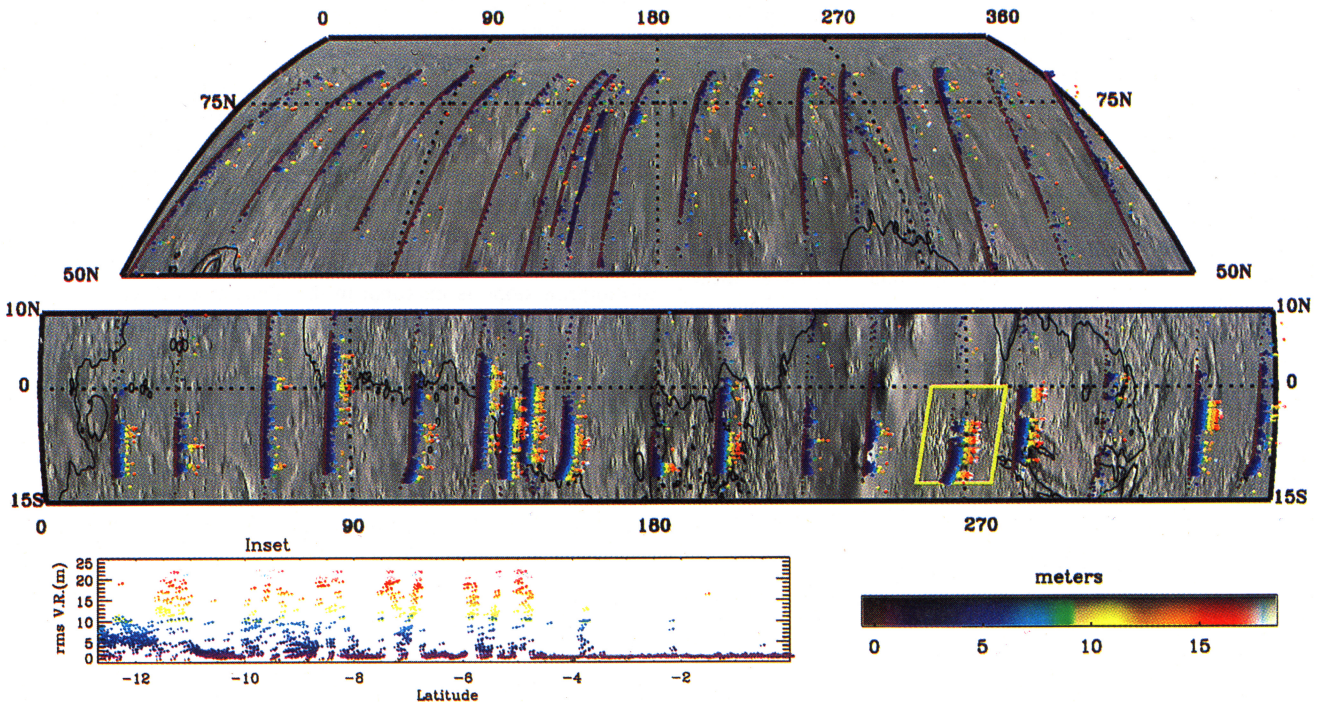 0 90 180 270 360
75N 75N
50N 50N
10N 10N
0 0
15S 15S
0 90 180 270
Inset
rms V.R.(m)
25
20
15
10
5
0
-12 -10 -8 -6 -4 -2
Latitude
meters
0 5 10 15